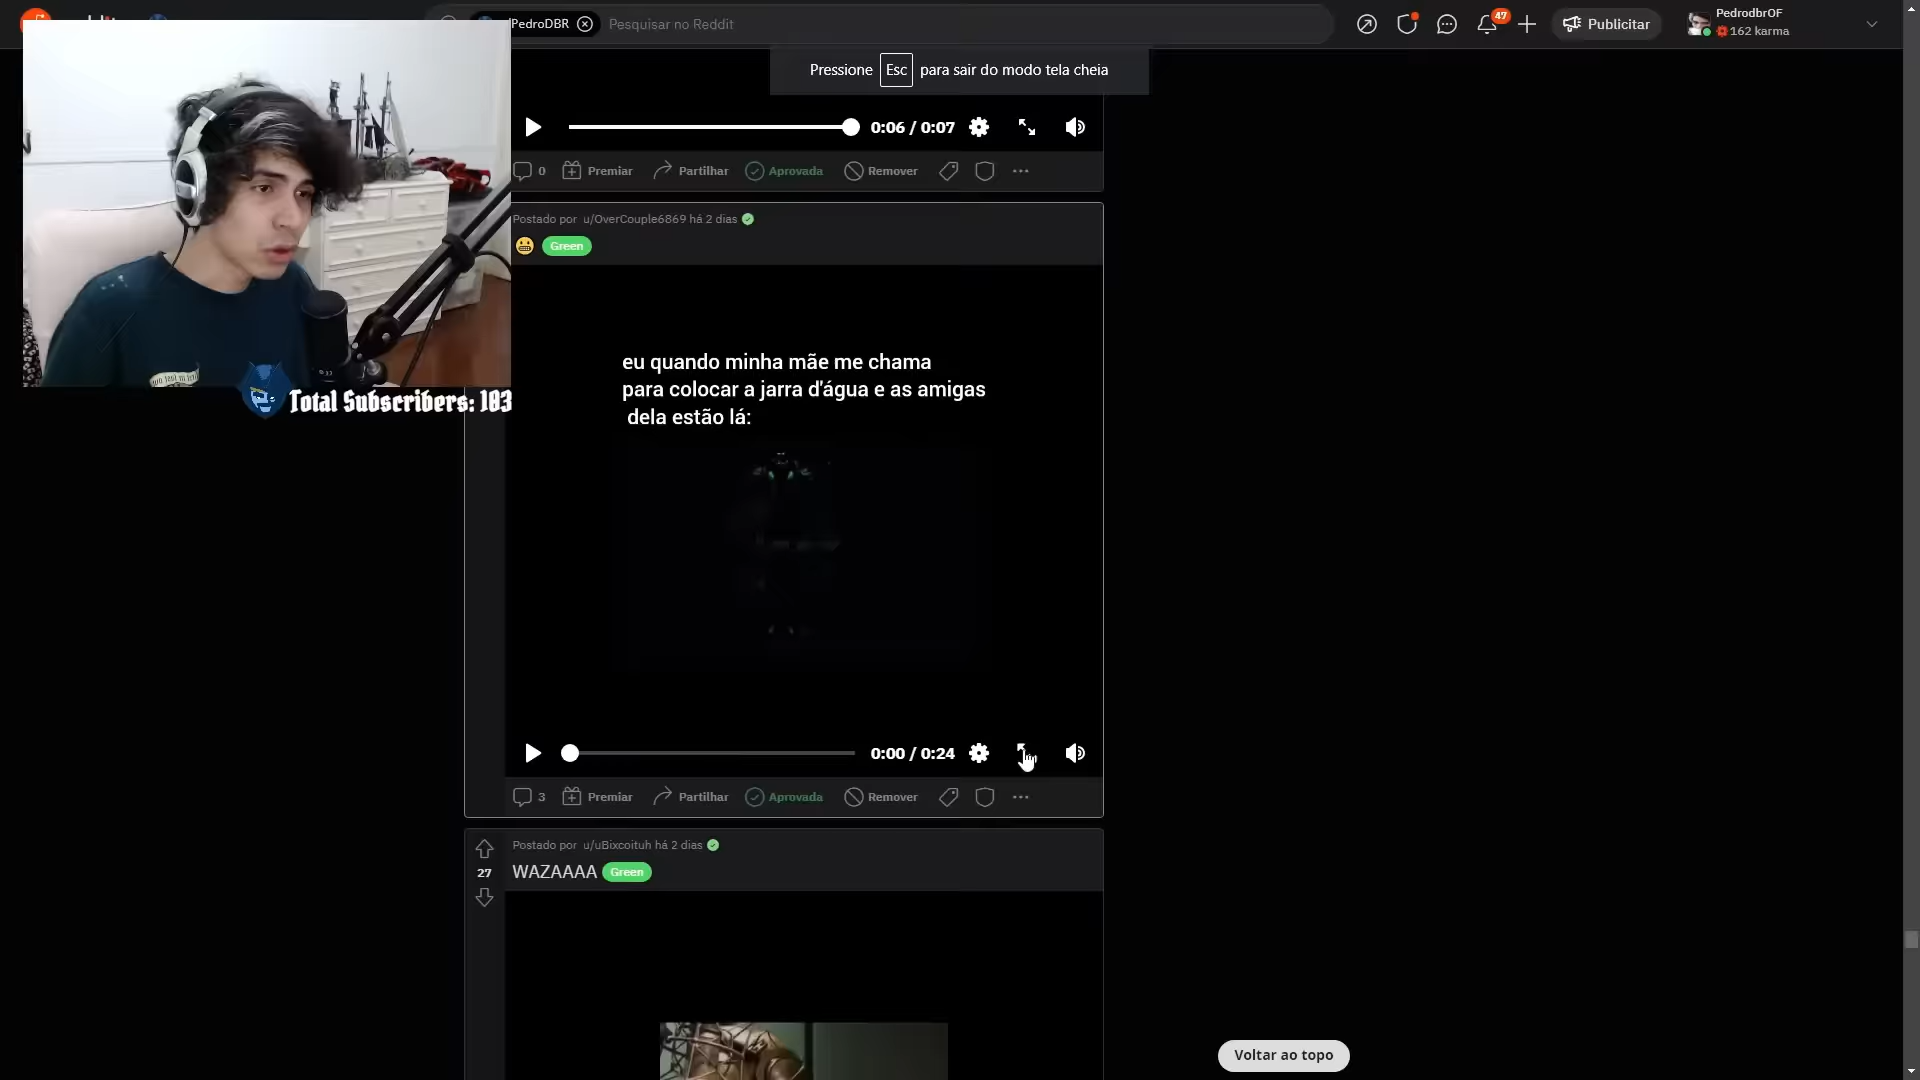 PedroDBR
Pesquisar no Reddit
47
Publicitar
PedrodbrOF
162 karma
Pressione Esc para sair do modo tela cheia
0:06 / 0:07
0 Premiar Partilhar Aprovada Remover
Postado por u/OverCouple6869 há 2 dias
Green
eu quando minha mãe me chama
para colocar a jarra d'água e as amigas
dela estão lá:
Total Subscribers: 183
0:00 / 0:24
3 Premiar Partilhar Aprovada Remover
Postado por u/uBixcoituh há 2 dias
27
WAZAAAA Green
Voltar ao topo